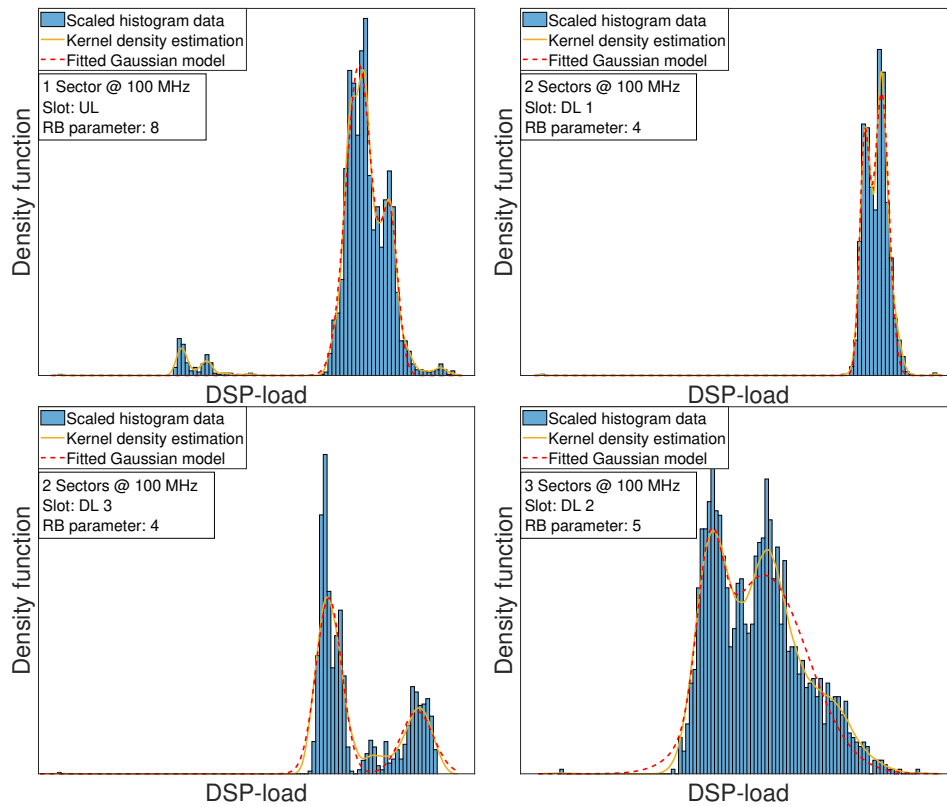 Scaled histogram data
Kernel density estimation
Fitted Gaussian model
1 Sector @ 100 MHz
Slot: UL
RB parameter: 8
Density function
DSP-load
Scaled histogram data
Kernel density estimation
Fitted Gaussian model
2 Sectors @ 100 MHz
Slot: DL 1
RB parameter: 4
Density function
DSP-load
Scaled histogram data
Kernel density estimation
Fitted Gaussian model
2 Sectors @ 100 MHz
Slot: DL 3
RB parameter: 4
Density function
DSP-load
Scaled histogram data
Kernel density estimation
Fitted Gaussian model
3 Sectors @ 100 MHz
Slot: DL 2
RB parameter: 5
Density function
DSP-load